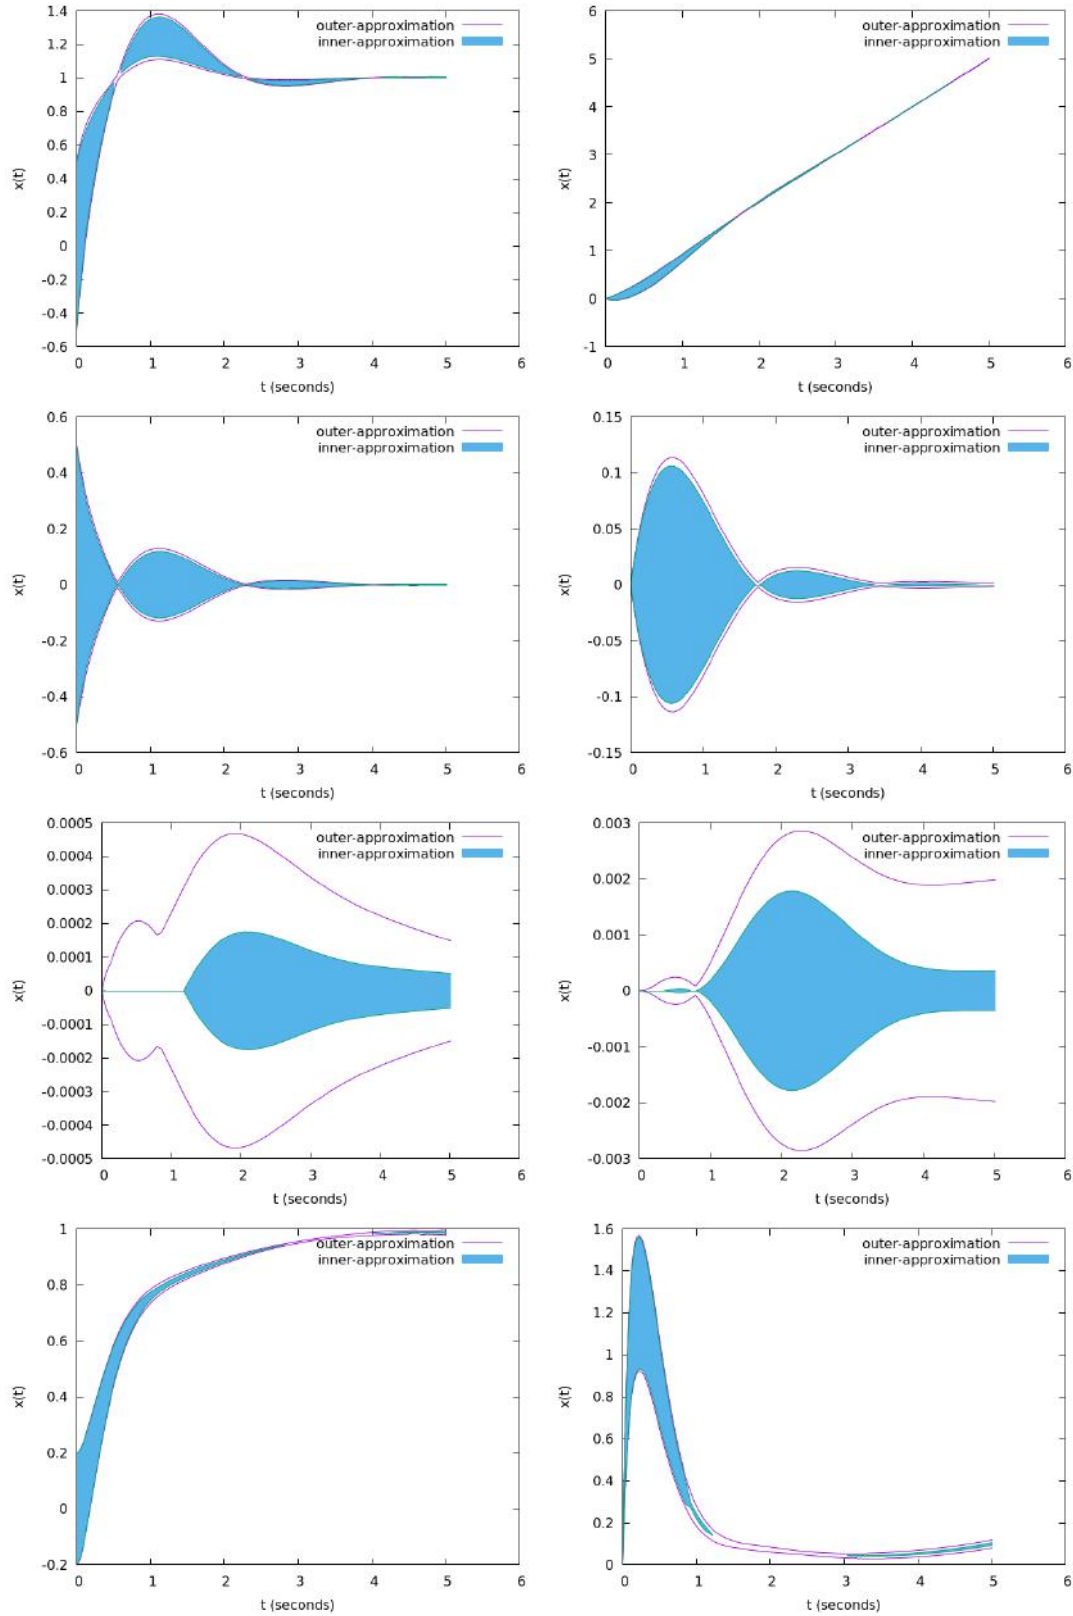 1.4
1.2
1
0.8
0.6
0.4
0.2
0
-0.2
-0.4
-0.6
x(t)
outer-approximation
inner-approximation
0 1 2 3 4 5 6
t (seconds)
6
5
4
3
2
1
0
-1
x(t)
outer-approximation
inner-approximation
0 1 2 3 4 5 6
t (seconds)
0.6
0.4
0.2
0
-0.2
-0.4
-0.6
x(t)
outer-approximation
inner-approximation
0 1 2 3 4 5 6
t (seconds)
0.15
0.1
0.05
0
-0.05
-0.1
-0.15
x(t)
outer-approximation
inner-approximation
0 1 2 3 4 5 6
t (seconds)
0.0005
0.0004
0.0003
0.0002
0.0001
0
-0.0001
-0.0002
-0.0003
-0.0004
-0.0005
x(t)
outer-approximation
inner-approximation
0 1 2 3 4 5 6
t (seconds)
0.003
0.002
0.001
0
-0.001
-0.002
-0.003
x(t)
outer-approximation
inner-approximation
0 1 2 3 4 5 6
t (seconds)
1
0.8
0.6
0.4
0.2
0
-0.2
x(t)
outer-approximation
inner-approximation
0 1 2 3 4 5 6
t (seconds)
1.6
1.4
1.2
1
0.8
0.6
0.4
0.2
0
x(t)
outer-approximation
inner-approximation
0 1 2 3 4 5 6
t (seconds)